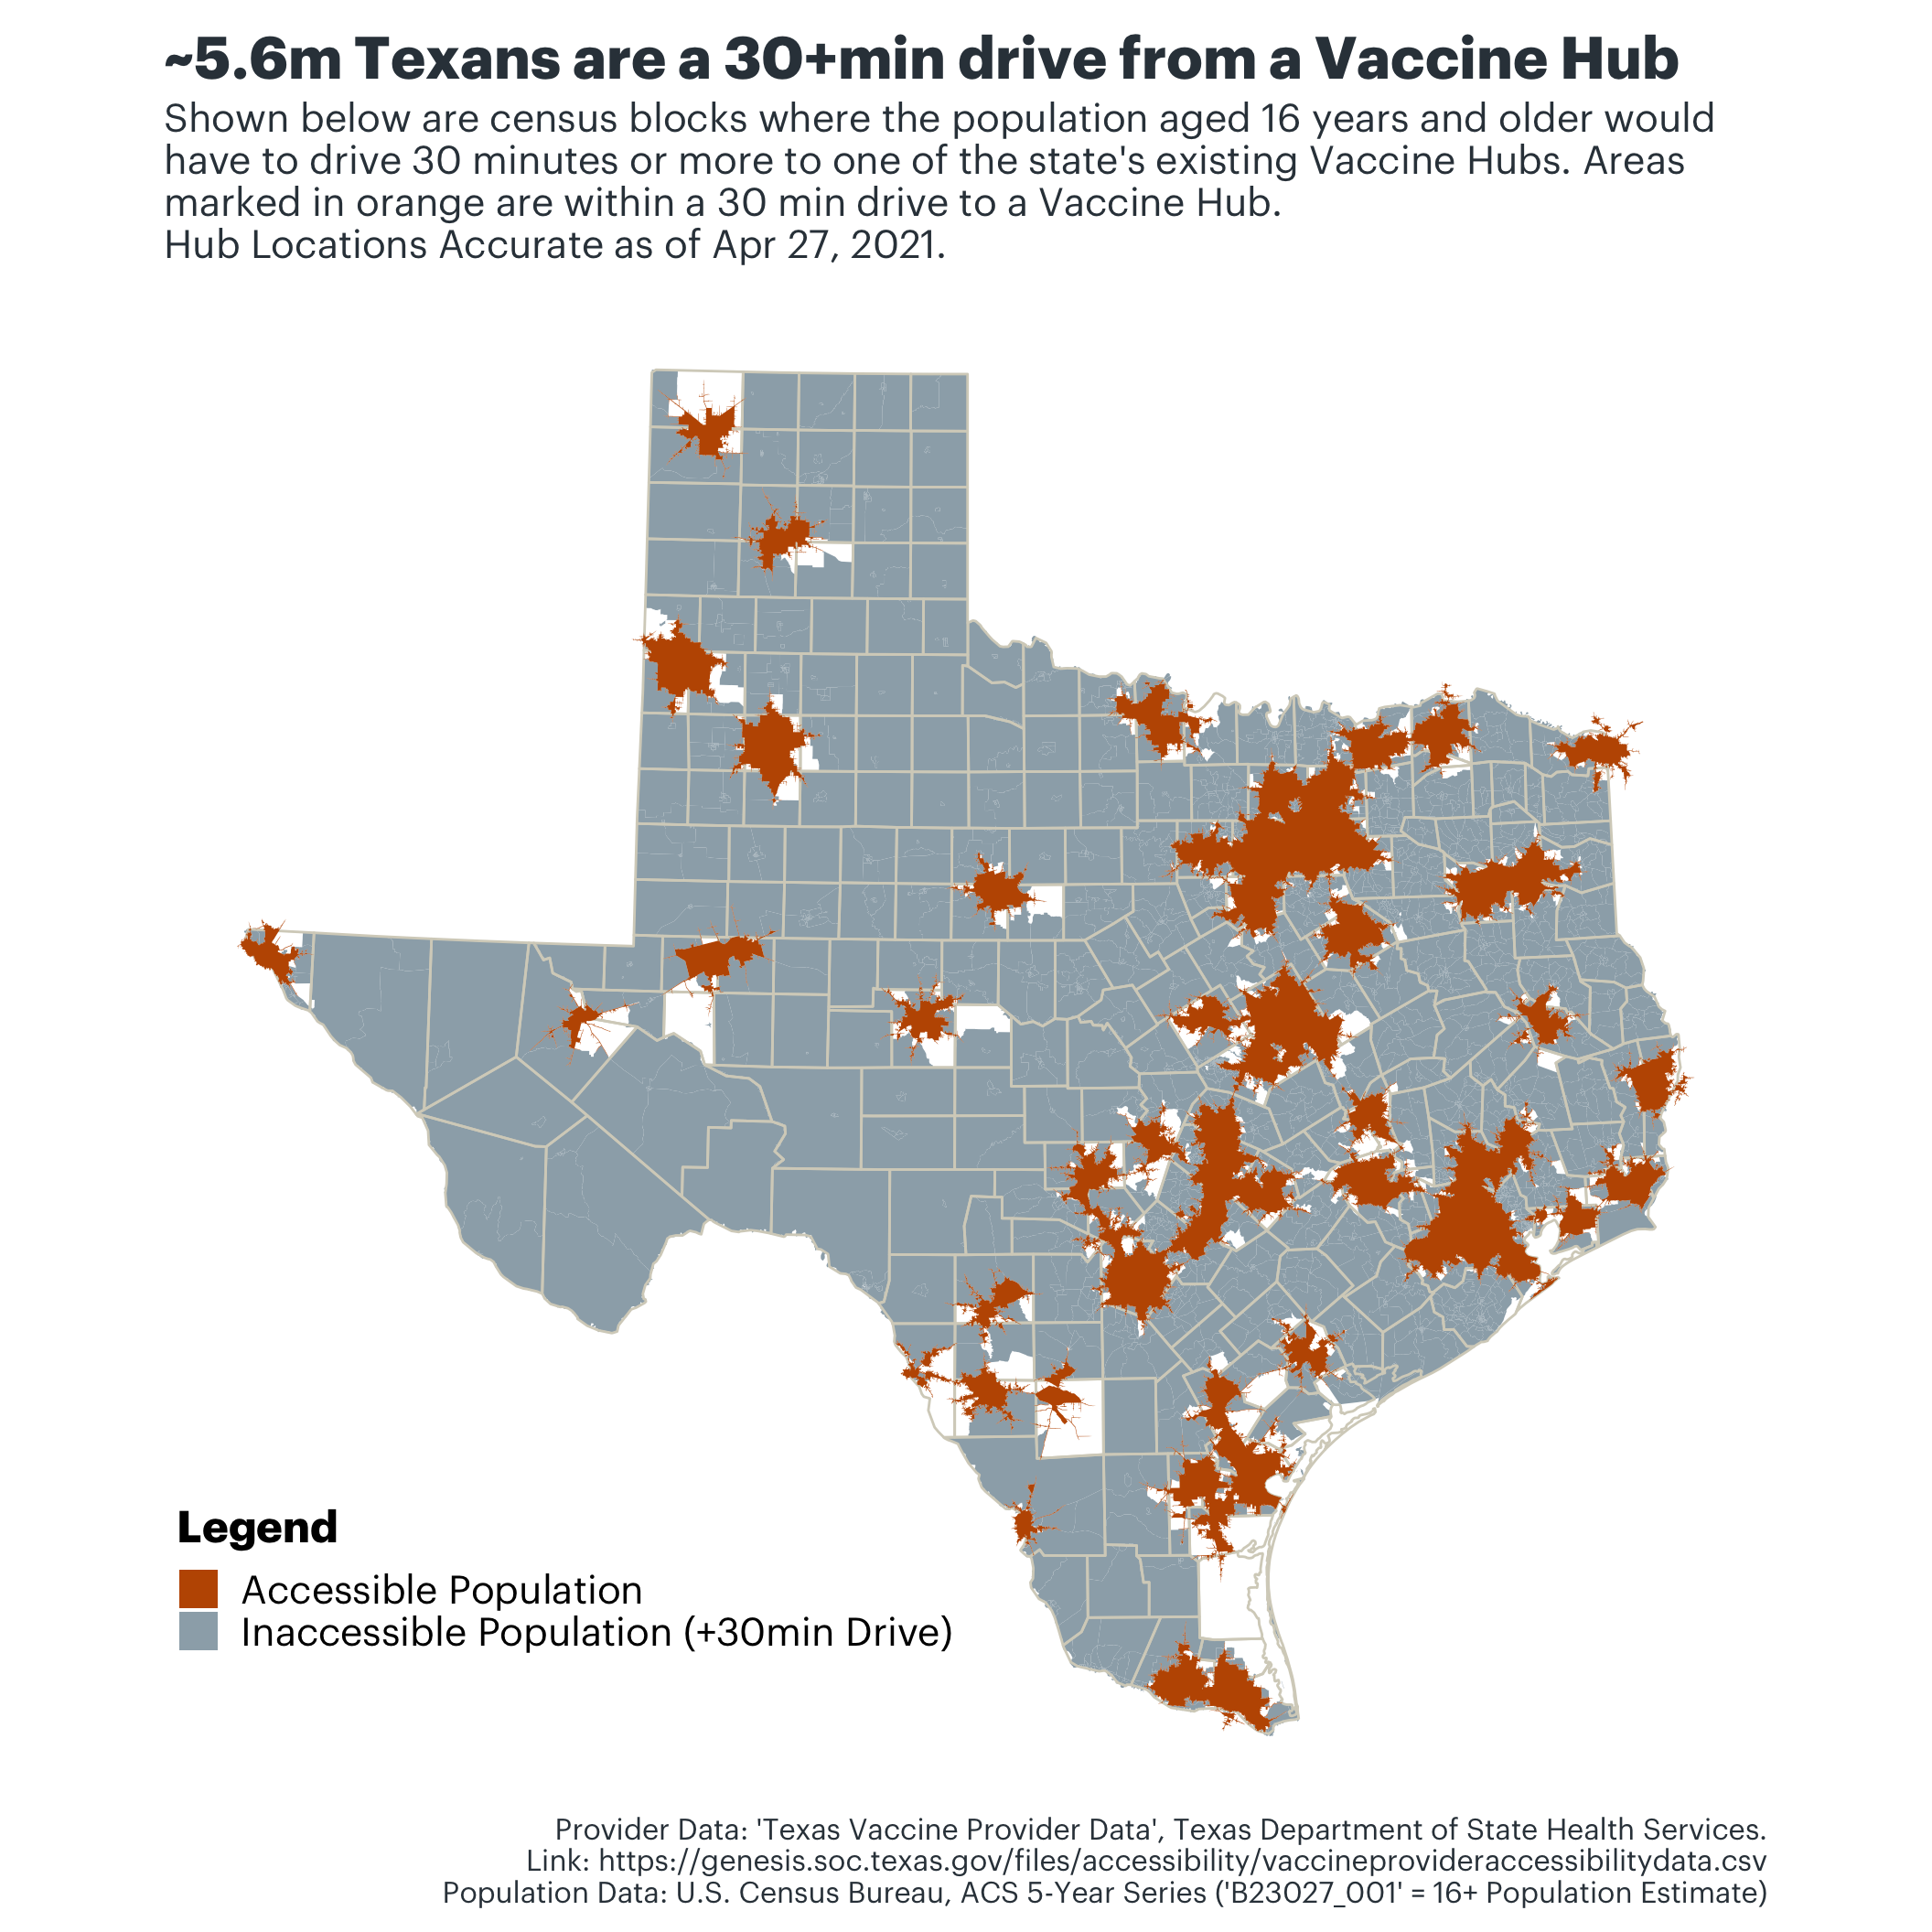 ~5.6m Texans are a 30+min drive from a Vaccine Hub
Shown below are census blocks where the population aged 16 years and older would
have to drive 30 minutes or more to one of the state's existing Vaccine Hubs. Areas
marked in orange are within a 30 min drive to a Vaccine Hub.
Hub Locations Accurate as of Apr 27, 2021.
Legend
Accessible Population
Inaccessible Population (+30min Drive)
Provider Data: 'Texas Vaccine Provider Data', Texas Department of State Health Services.
Link: https://genesis.soc.texas.gov/files/accessibility/vaccineprovideraccessibilitydata.csv
Population Data: U.S. Census Bureau, ACS 5-Year Series ('B23027_001' = 16+ Population Estimate)